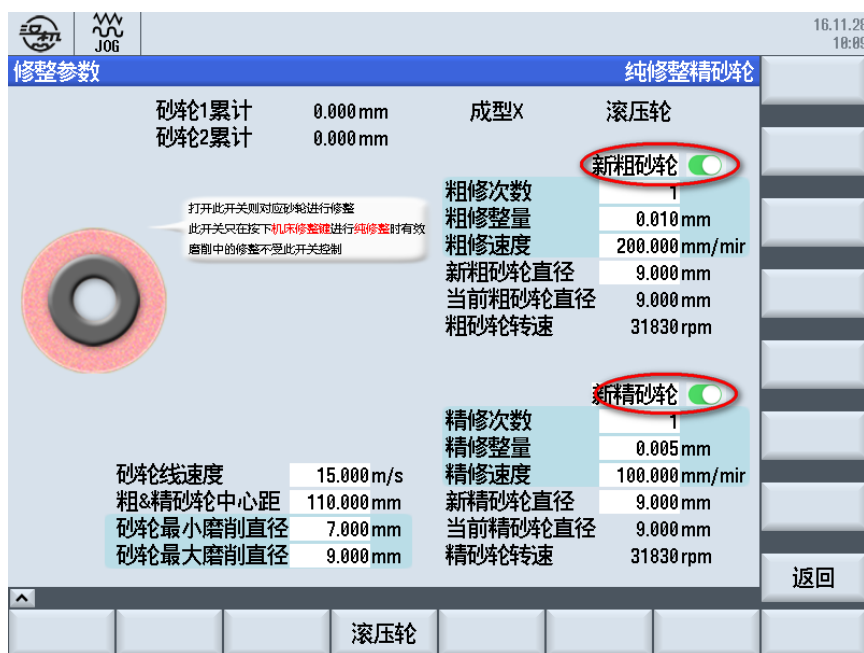 汉机
JOG
16.11.28
10:09
修整参数
纯修整精砂轮
砂轮1累计 0.000mm 成型X 滚压轮
砂轮2累计 0.000mm
新粗砂轮
打开此开关则对应砂轮进行修整
此开关只在按下机床修整键进行纯修整时有效
磨削中的修整不受此开关控制
粗修次数 1
粗修整量 0.010mm
粗修速度 200.000mm/mir
新粗砂轮直径 9.000mm
当前粗砂轮直径 9.000mm
粗砂轮转速 31830rpm
新精砂轮
精修次数 1
精修整量 0.005mm
精修速度 100.000mm/mir
新精砂轮直径 9.000mm
当前精砂轮直径 9.000mm
精砂轮转速 31830rpm
砂轮线速度 15.000m/s
粗&精砂轮中心距 110.000mm
砂轮最小磨削直径 7.000mm
砂轮最大磨削直径 9.000mm
返回
滚压轮